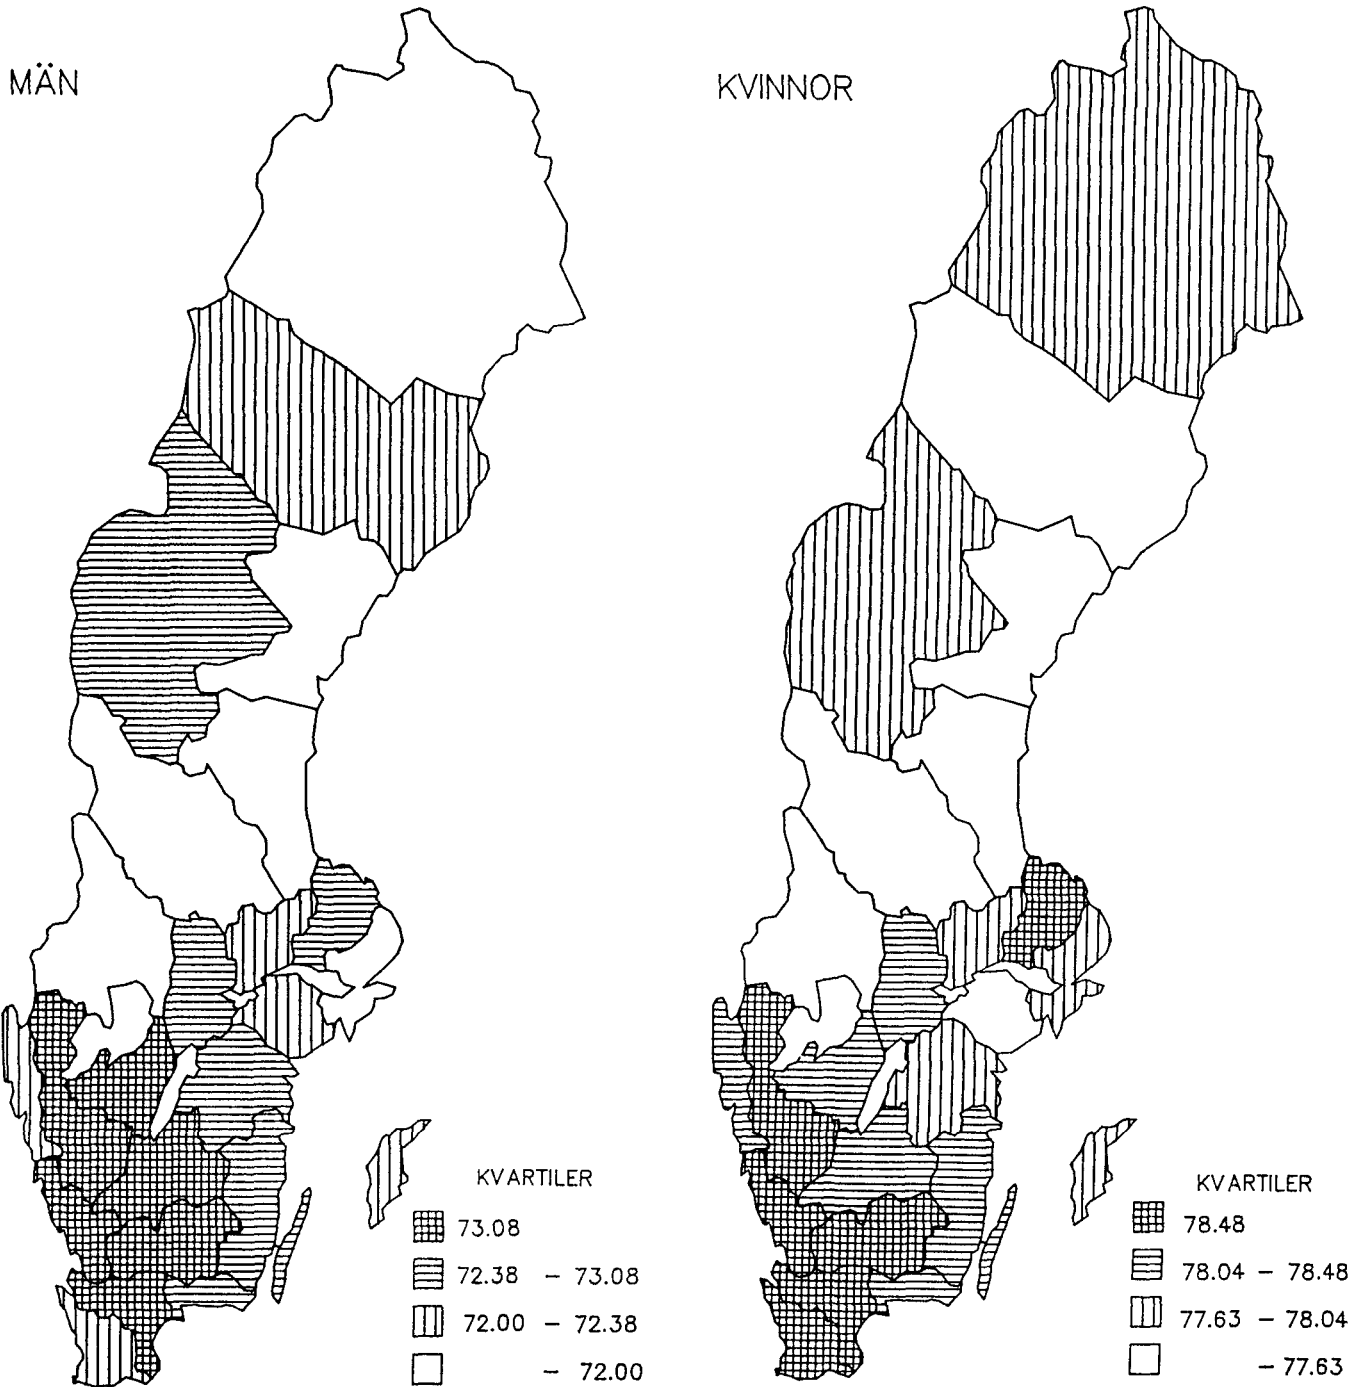 MÄN
KVARTILER
73.08
72.38 – 73.08
72.00 – 72.38
– 72.00
KVINNOR
KVARTILER
78.48
78.04 – 78.48
77.63 – 78.04
– 77.63